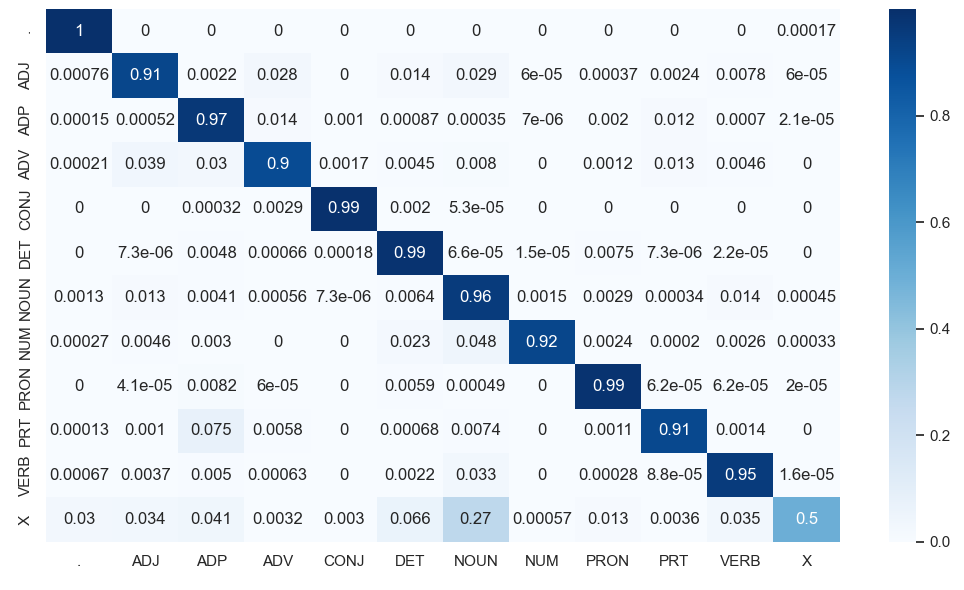 . 1 0 0 0 0 0 0 0 0 0 0 0.00017
ADJ 0.00076 0.91 0.0022 0.028 0 0.014 0.029 6e-05 0.00037 0.0024 0.0078 6e-05
ADP 0.00015 0.00052 0.97 0.014 0.001 0.00087 0.00035 7e-06 0.002 0.012 0.0007 2.1e-05
ADV 0.00021 0.039 0.03 0.9 0.0017 0.0045 0.008 0 0.0012 0.013 0.0046 0
CONJ 0 0 0.00032 0.0029 0.99 0.002 5.3e-05 0 0 0 0 0
DET 0 7.3e-06 0.0048 0.00066 0.00018 0.99 6.6e-05 1.5e-05 0.0075 7.3e-06 2.2e-05 0
NOUN 0.0013 0.013 0.0041 0.00056 7.3e-06 0.0064 0.96 0.0015 0.0029 0.00034 0.014 0.00045
NUM 0.00027 0.0046 0.003 0 0 0.023 0.048 0.92 0.0024 0.0002 0.0026 0.00033
PRON 0 4.1e-05 0.0082 6e-05 0 0.0059 0.00049 0 0.99 6.2e-05 6.2e-05 2e-05
PRT 0.00013 0.001 0.075 0.0058 0 0.00068 0.0074 0 0.0011 0.91 0.0014 0
VERB 0.00067 0.0037 0.005 0.00063 0 0.0022 0.033 0 0.00028 8.8e-05 0.95 1.6e-05
X 0.03 0.034 0.041 0.0032 0.003 0.066 0.27 0.00057 0.013 0.0036 0.035 0.5
. ADJ ADP ADV CONJ DET NOUN NUM PRON PRT VERB X
0.8
0.6
0.4
0.2
0.0